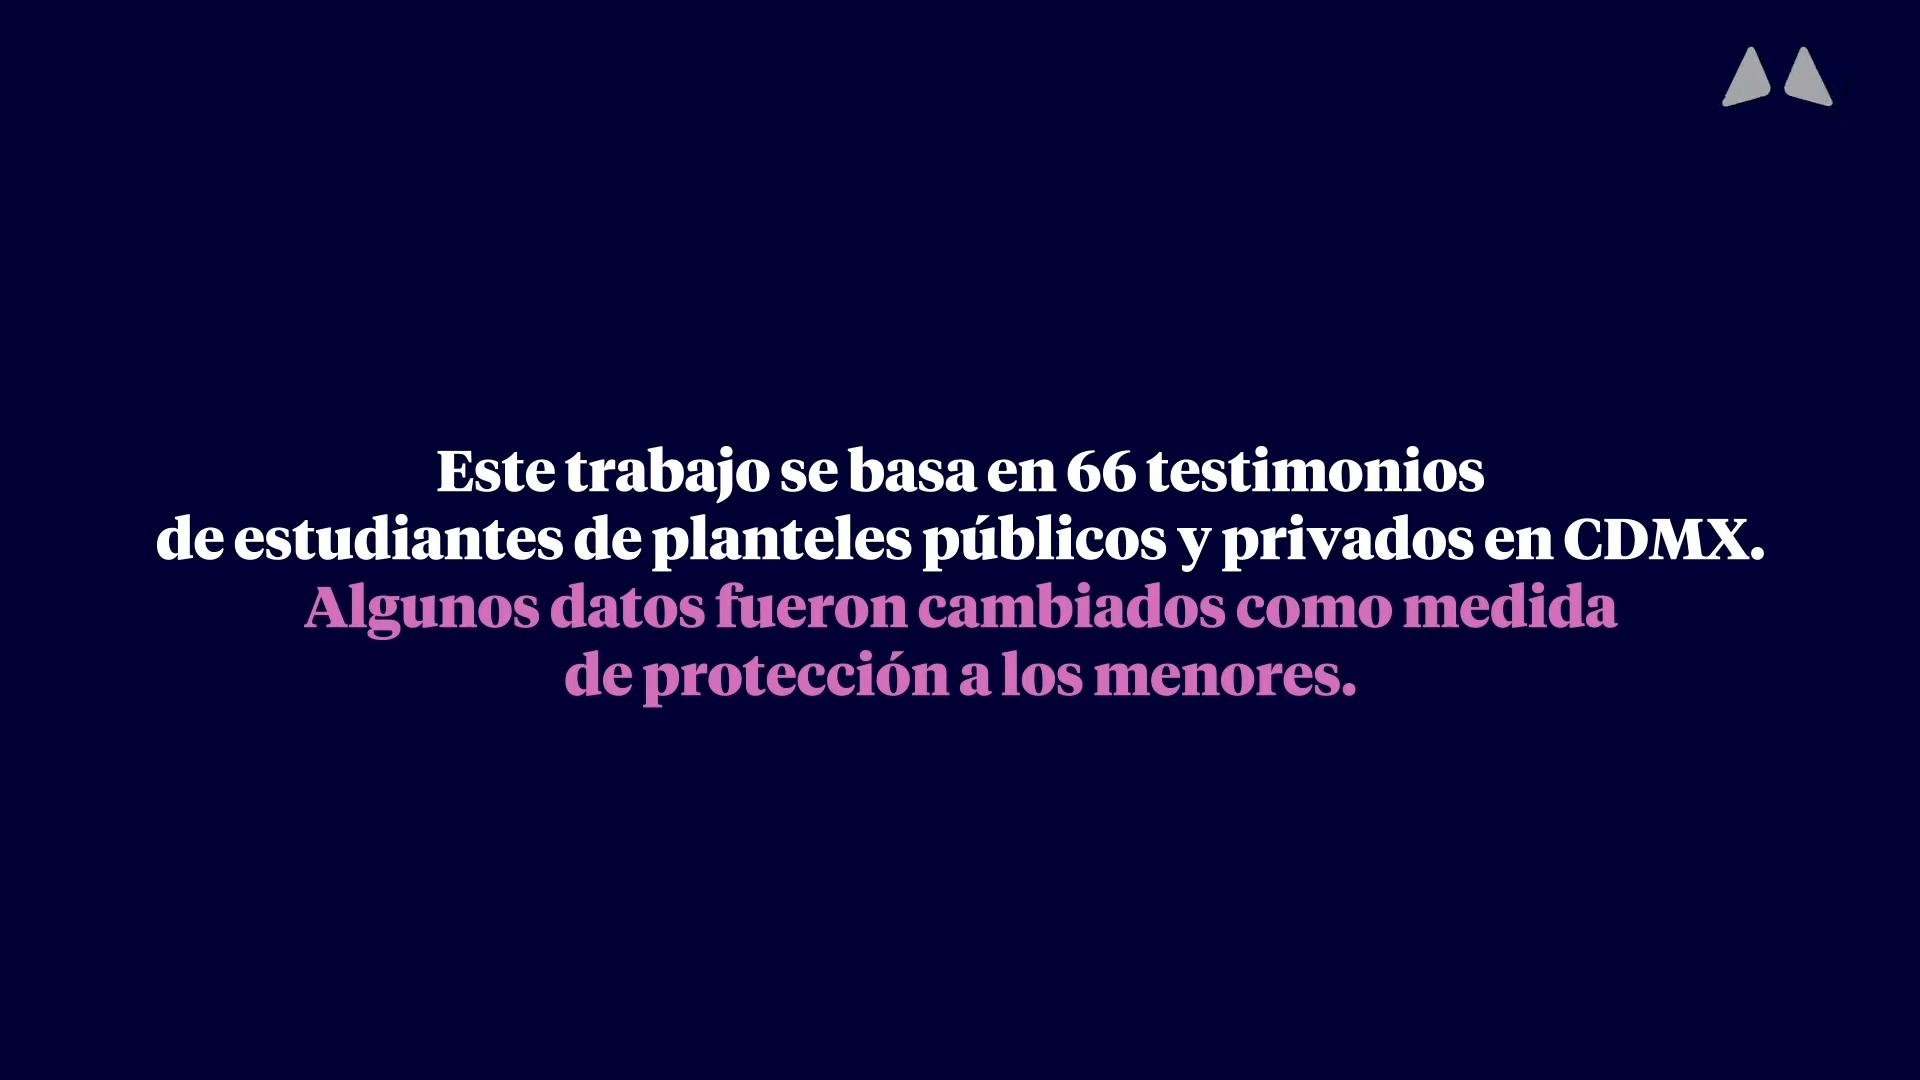 Este trabajo se basa en 66 testimonios
de estudiantes de planteles públicos y privados en CDMX.
Algunos datos fueron cambiados como medida
de protección a los menores.